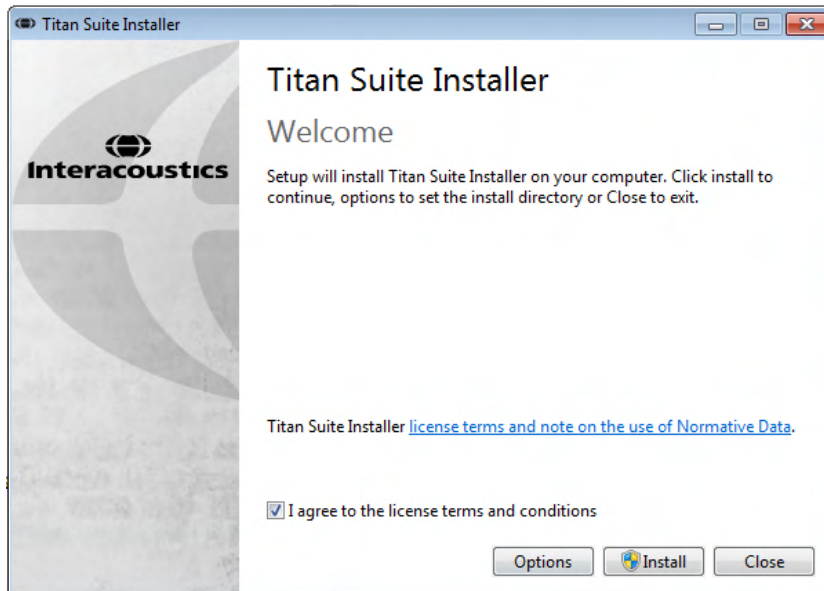 Titan Suite Installer
Titan Suite Installer
Welcome
Interacoustics
Setup will install Titan Suite Installer on your computer. Click install to
continue, options to set the install directory or Close to exit.
Titan Suite Installer license terms and note on the use of Normative Data.
I agree to the license terms and conditions
Options Install Close